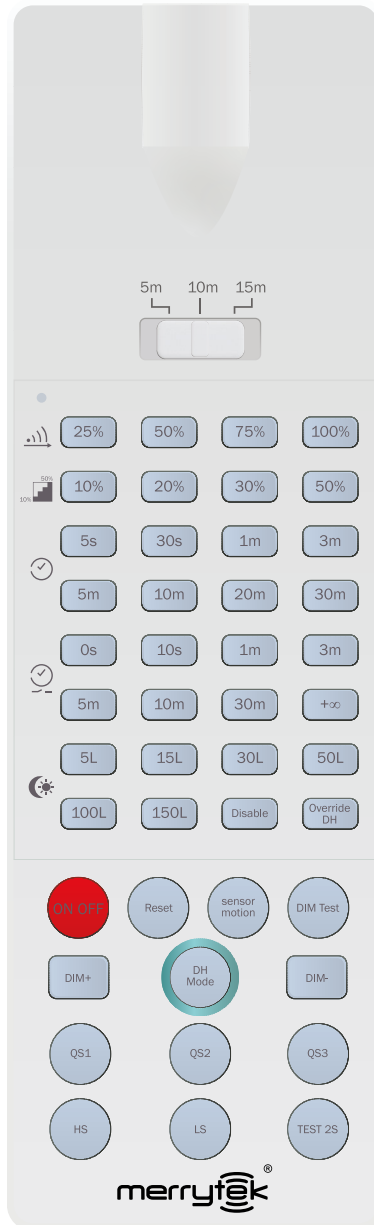 5m 10m 15m
25% 50% 75% 100%
50%
10%
10% 20% 30% 50%
5s 30s 1m 3m
5m 10m 20m 30m
0s 10s 1m 3m
5m 10m 30m +∞
5L 15L 30L 50L
100L 150L Disable Override
DH
ON OFF Reset sensor
motion DIM Test
DIM+ DH
Mode DIM-
QS1 QS2 QS3
HS LS TEST 2S
merrytek®